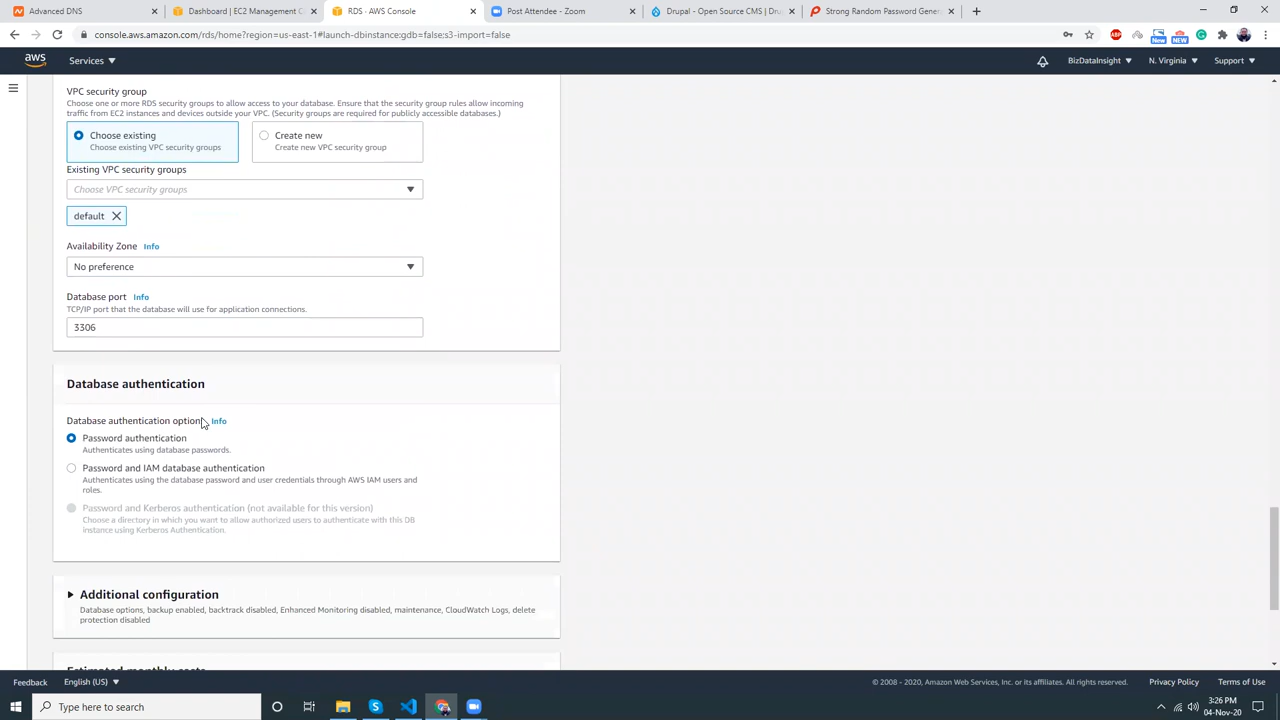 Advanced DNS
Dashboard | EC2 Management C
RDS · AWS Console
Post Attendee - Zoom
Drupal - Open Source CMS | Dru
Strong Random Password Gene
console.aws.amazon.com/rds/home?region=us-east-1#launch-dbinstance:gdb=false;s3-import=false
ABP
New
NEW
aws
Services
BizDataInsight
N. Virginia
Support
VPC security group
Choose one or more RDS security groups to allow access to your database. Ensure that the security group rules allow incoming
traffic from EC2 instances and devices outside your VPC. (Security groups are required for publicly accessible databases.)
Choose existing
Choose existing VPC security groups
Create new
Create new VPC security group
Existing VPC security groups
Choose VPC security groups
default
Availability Zone Info
No preference
Database port Info
TCP/IP port that the database will use for application connections.
3306
Database authentication
Database authentication option Info
Password authentication
Authenticates using database passwords.
Password and IAM database authentication
Authenticates using the database password and user credentials through AWS IAM users and
roles.
Password and Kerberos authentication (not available for this version)
Choose a directory in which you want to allow authorized users to authenticate with this DB
instance using Kerberos Authentication.
Additional configuration
Database options, backup enabled, backtrack disabled, Enhanced Monitoring disabled, maintenance, CloudWatch Logs, delete
protection disabled
Estimated monthly costs
Feedback
English (US)
© 2008 - 2020, Amazon Web Services, Inc. or its affiliates. All rights reserved.
Privacy Policy
Terms of Use
Type here to search
3:26 PM
04-Nov-20